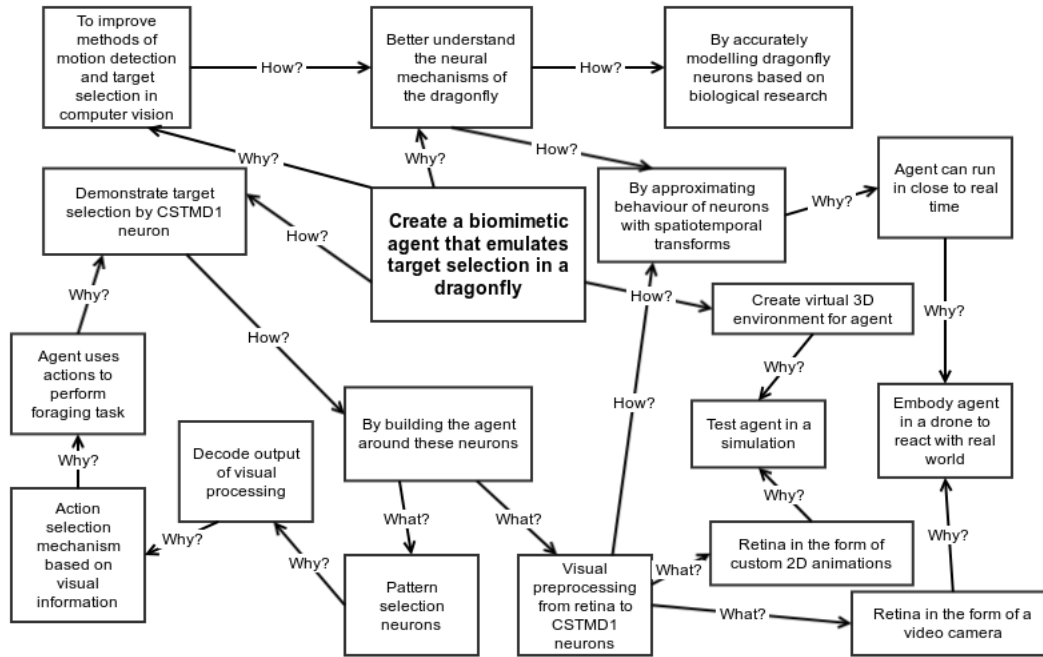 To improve
methods of
motion detection
and target
selection in
computer vision
How?
Better understand
the neural
mechanisms of
the dragonfly
How?
By accurately
modelling dragonfly
neurons based on
biological research
Why?
Why?
How?
Demonstrate target
selection by CSTMD1
neuron
How?
Create a biomimetic
agent that emulates
target selection in a
dragonfly
By approximating
behaviour of neurons
with spatiotemporal
transforms
Why?
Agent can run
in close to real
time
Why?
How?
How?
Create virtual 3D
environment for agent
Why?
Agent uses
actions to
perform
foraging task
Why?
Why?
How?
Decode output
of visual
processing
By building the agent
around these neurons
Test agent in a
simulation
Embody agent
in a drone to
react with real
world
Action
selection
mechanism
based on
visual
information
Why?
Why?
What?
What?
Why?
Why?
Pattern
selection
neurons
Visual
preprocessing
from retina to
CSTMD1
neurons
What?
Retina in the form of
custom 2D animations
What?
Retina in the form of a
video camera